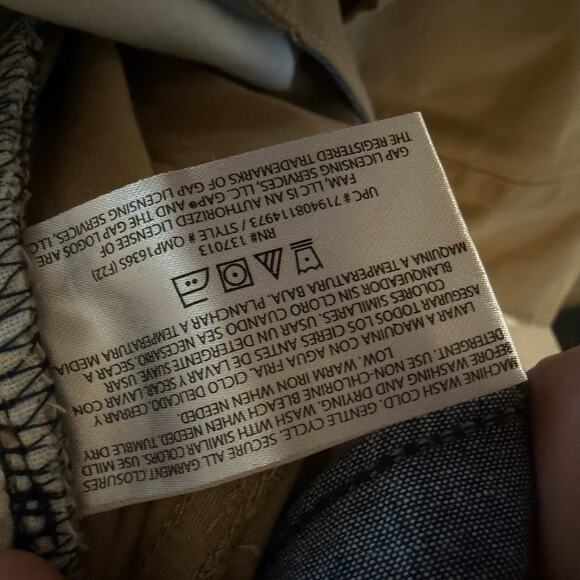 MACHINE WASH COLD. GENTLE CYCLE. SECURE ALL GARMENT CLOSURES
BEFORE WASHING AND DRYING. WASH WITH SIMILAR COLORS. USE MILD
DETERGENT. USE NON-CHLORINE BLEACH WHEN NEEDED. TUMBLE DRY
LOW. WARM IRON WHEN NEEDED
LAVAR A MAQUINA CON AGUA FRIA. CICLO DELICADO. CERRAR Y
ASEGURAR TODOS LOS CERES ANTES DE LAVAR Y SECAR. LAVAR CON
COLORES SIMILARES. USAR DETERGENTE SUAVE. USAR
BLANQUEADOR SIN CLORO CUANDO SEA NECESARIO. SECAR A
MAQUINA A TEMPERATURA BAJA. PLANCHAR A TEMPERATURA MEDIA
RN# 137013
UPC # 719408114973 / STYLE # QMP16365 (F22)
FAM, LLC IS AN AUTHORIZED LICENSEE OF
GAP LICENSING SERVICES, LLC. GAP® AND THE GAP LOGOS ARE
THE REGISTERED TRADEMARKS OF GAP LICENSING SERVICES, LLC